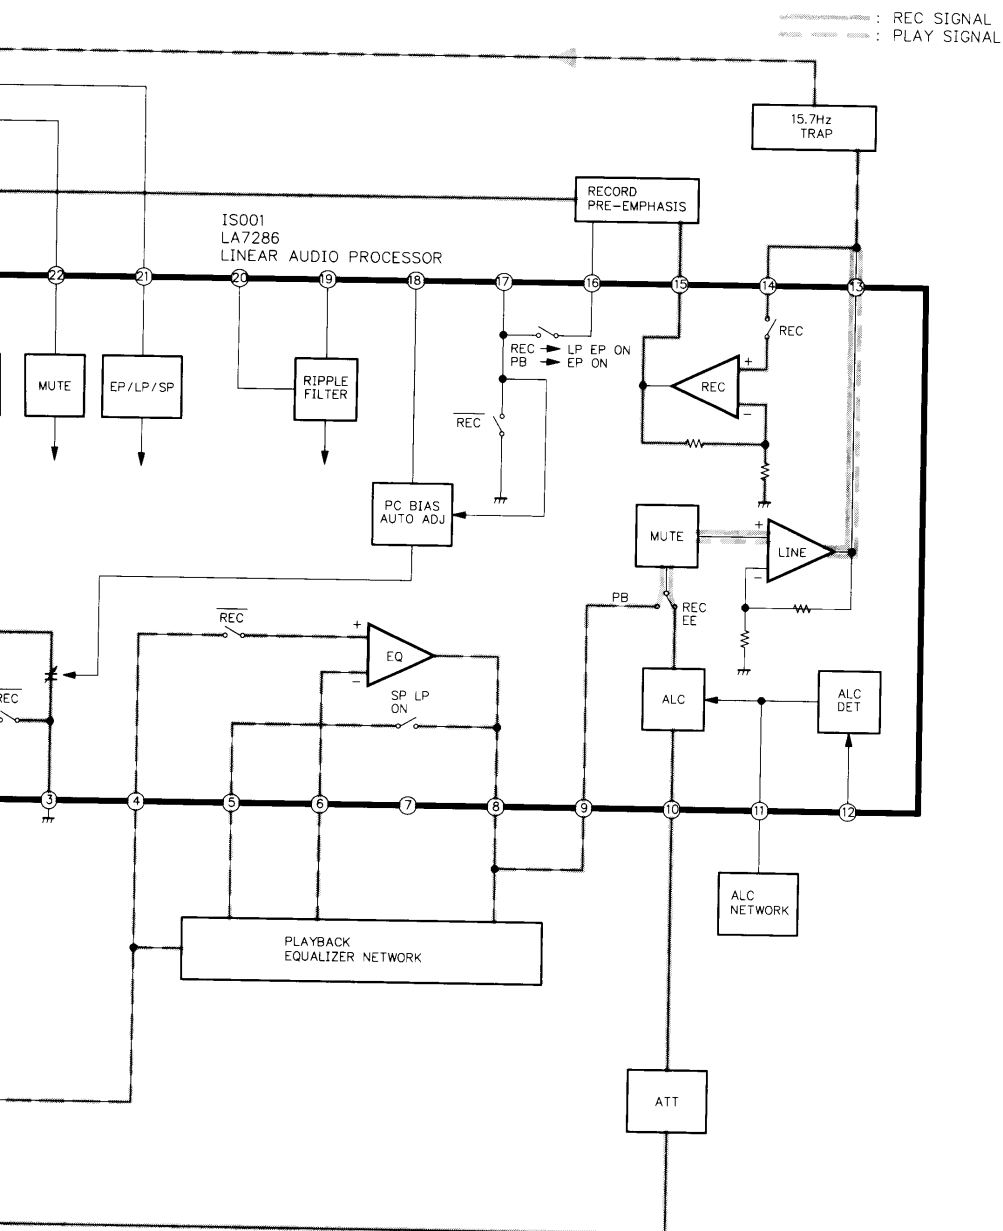 : REC SIGNAL
: PLAY SIGNAL
15.7Hz
TRAP
RECORD
PRE-EMPHASIS
IS001
LA7286
LINEAR AUDIO PROCESSOR
22
21
20
19
18
17
16
15
14
13
REC
REC → LP EP ON
PB → EP ON
MUTE
EP/LP/SP
RIPPLE
FILTER
+
REC
−
REC
PC BIAS
AUTO ADJ
MUTE
+
LINE
−
PB
REC
EE
REC
+
EQ
−
SP LP
ON
REC
ALC
ALC
DET
3
4
5
6
7
8
9
10
11
12
ALC
NETWORK
PLAYBACK
EQUALIZER NETWORK
ATT